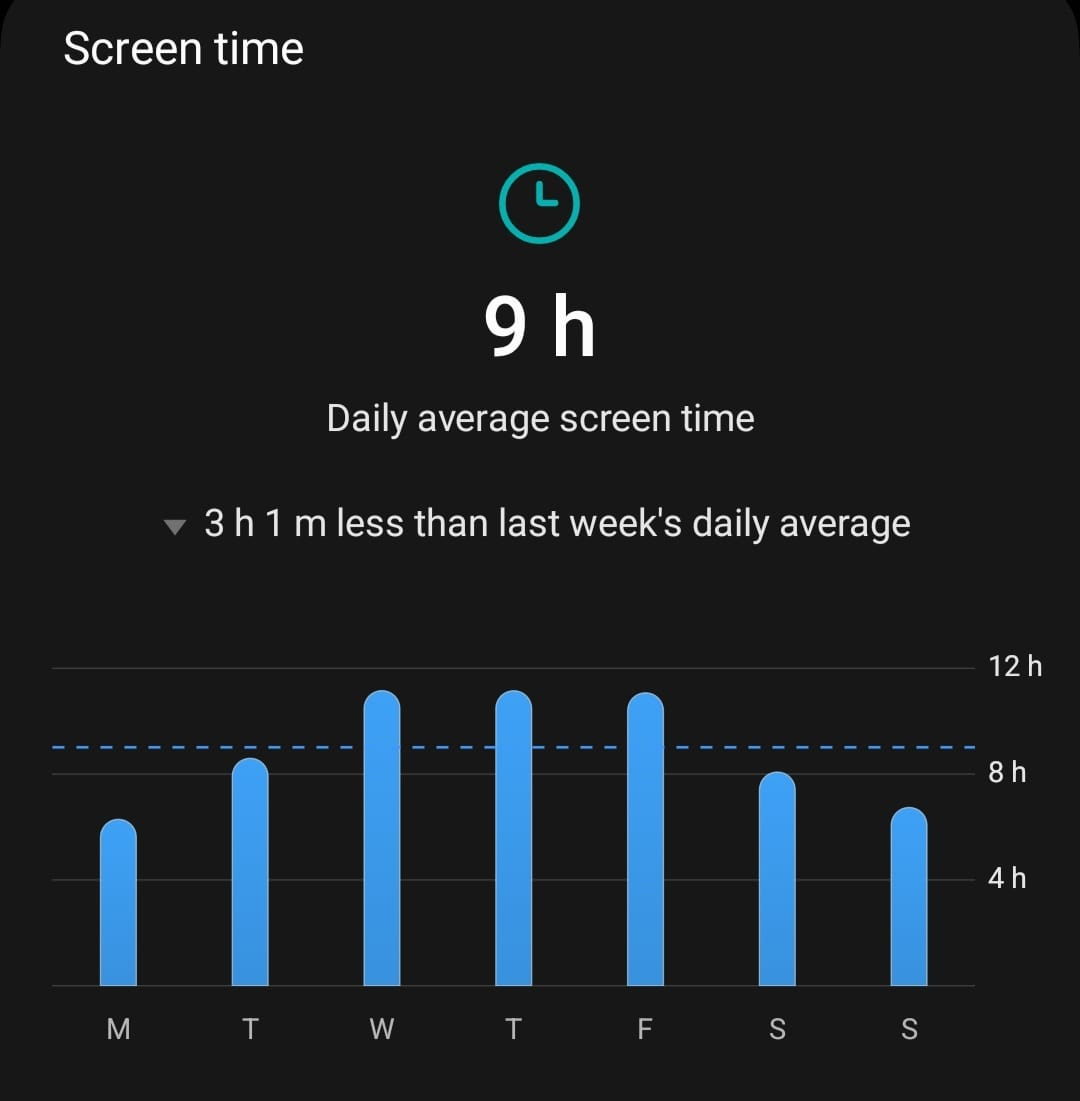 Screen time
9 h
Daily average screen time
3 h 1 m less than last week's daily average
12 h
8 h
4 h
M T W T F S S